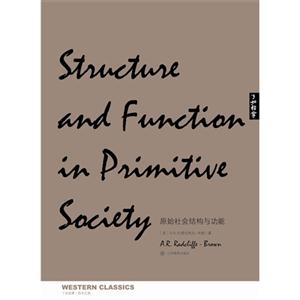 Structure
and Function
in Primitive
Society
原始社会结构与功能
A.R. Radcliffe - Brown
WESTERN CLASSICS